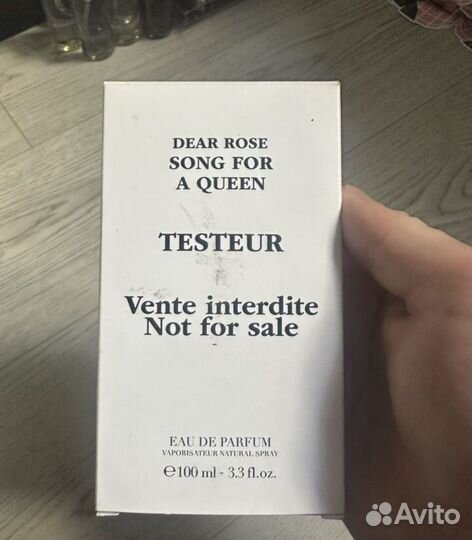 DEAR ROSE
SONG FOR
A QUEEN
TESTEUR
Vente interdite
Not for sale
EAU DE PARFUM
VAPORISATEUR NATURAL SPRAY
℮100 ml - 3.3 fl.oz.
Avito